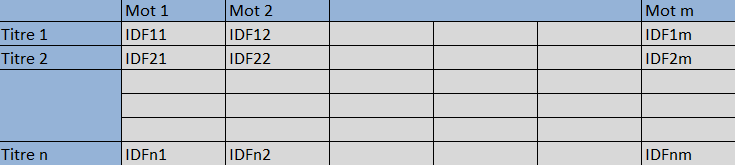 Mot 1 Mot 2 Mot m
Titre 1 IDF11 IDF12 IDF1m
Titre 2 IDF21 IDF22 IDF2m
Titre n IDFn1 IDFn2 IDFnm